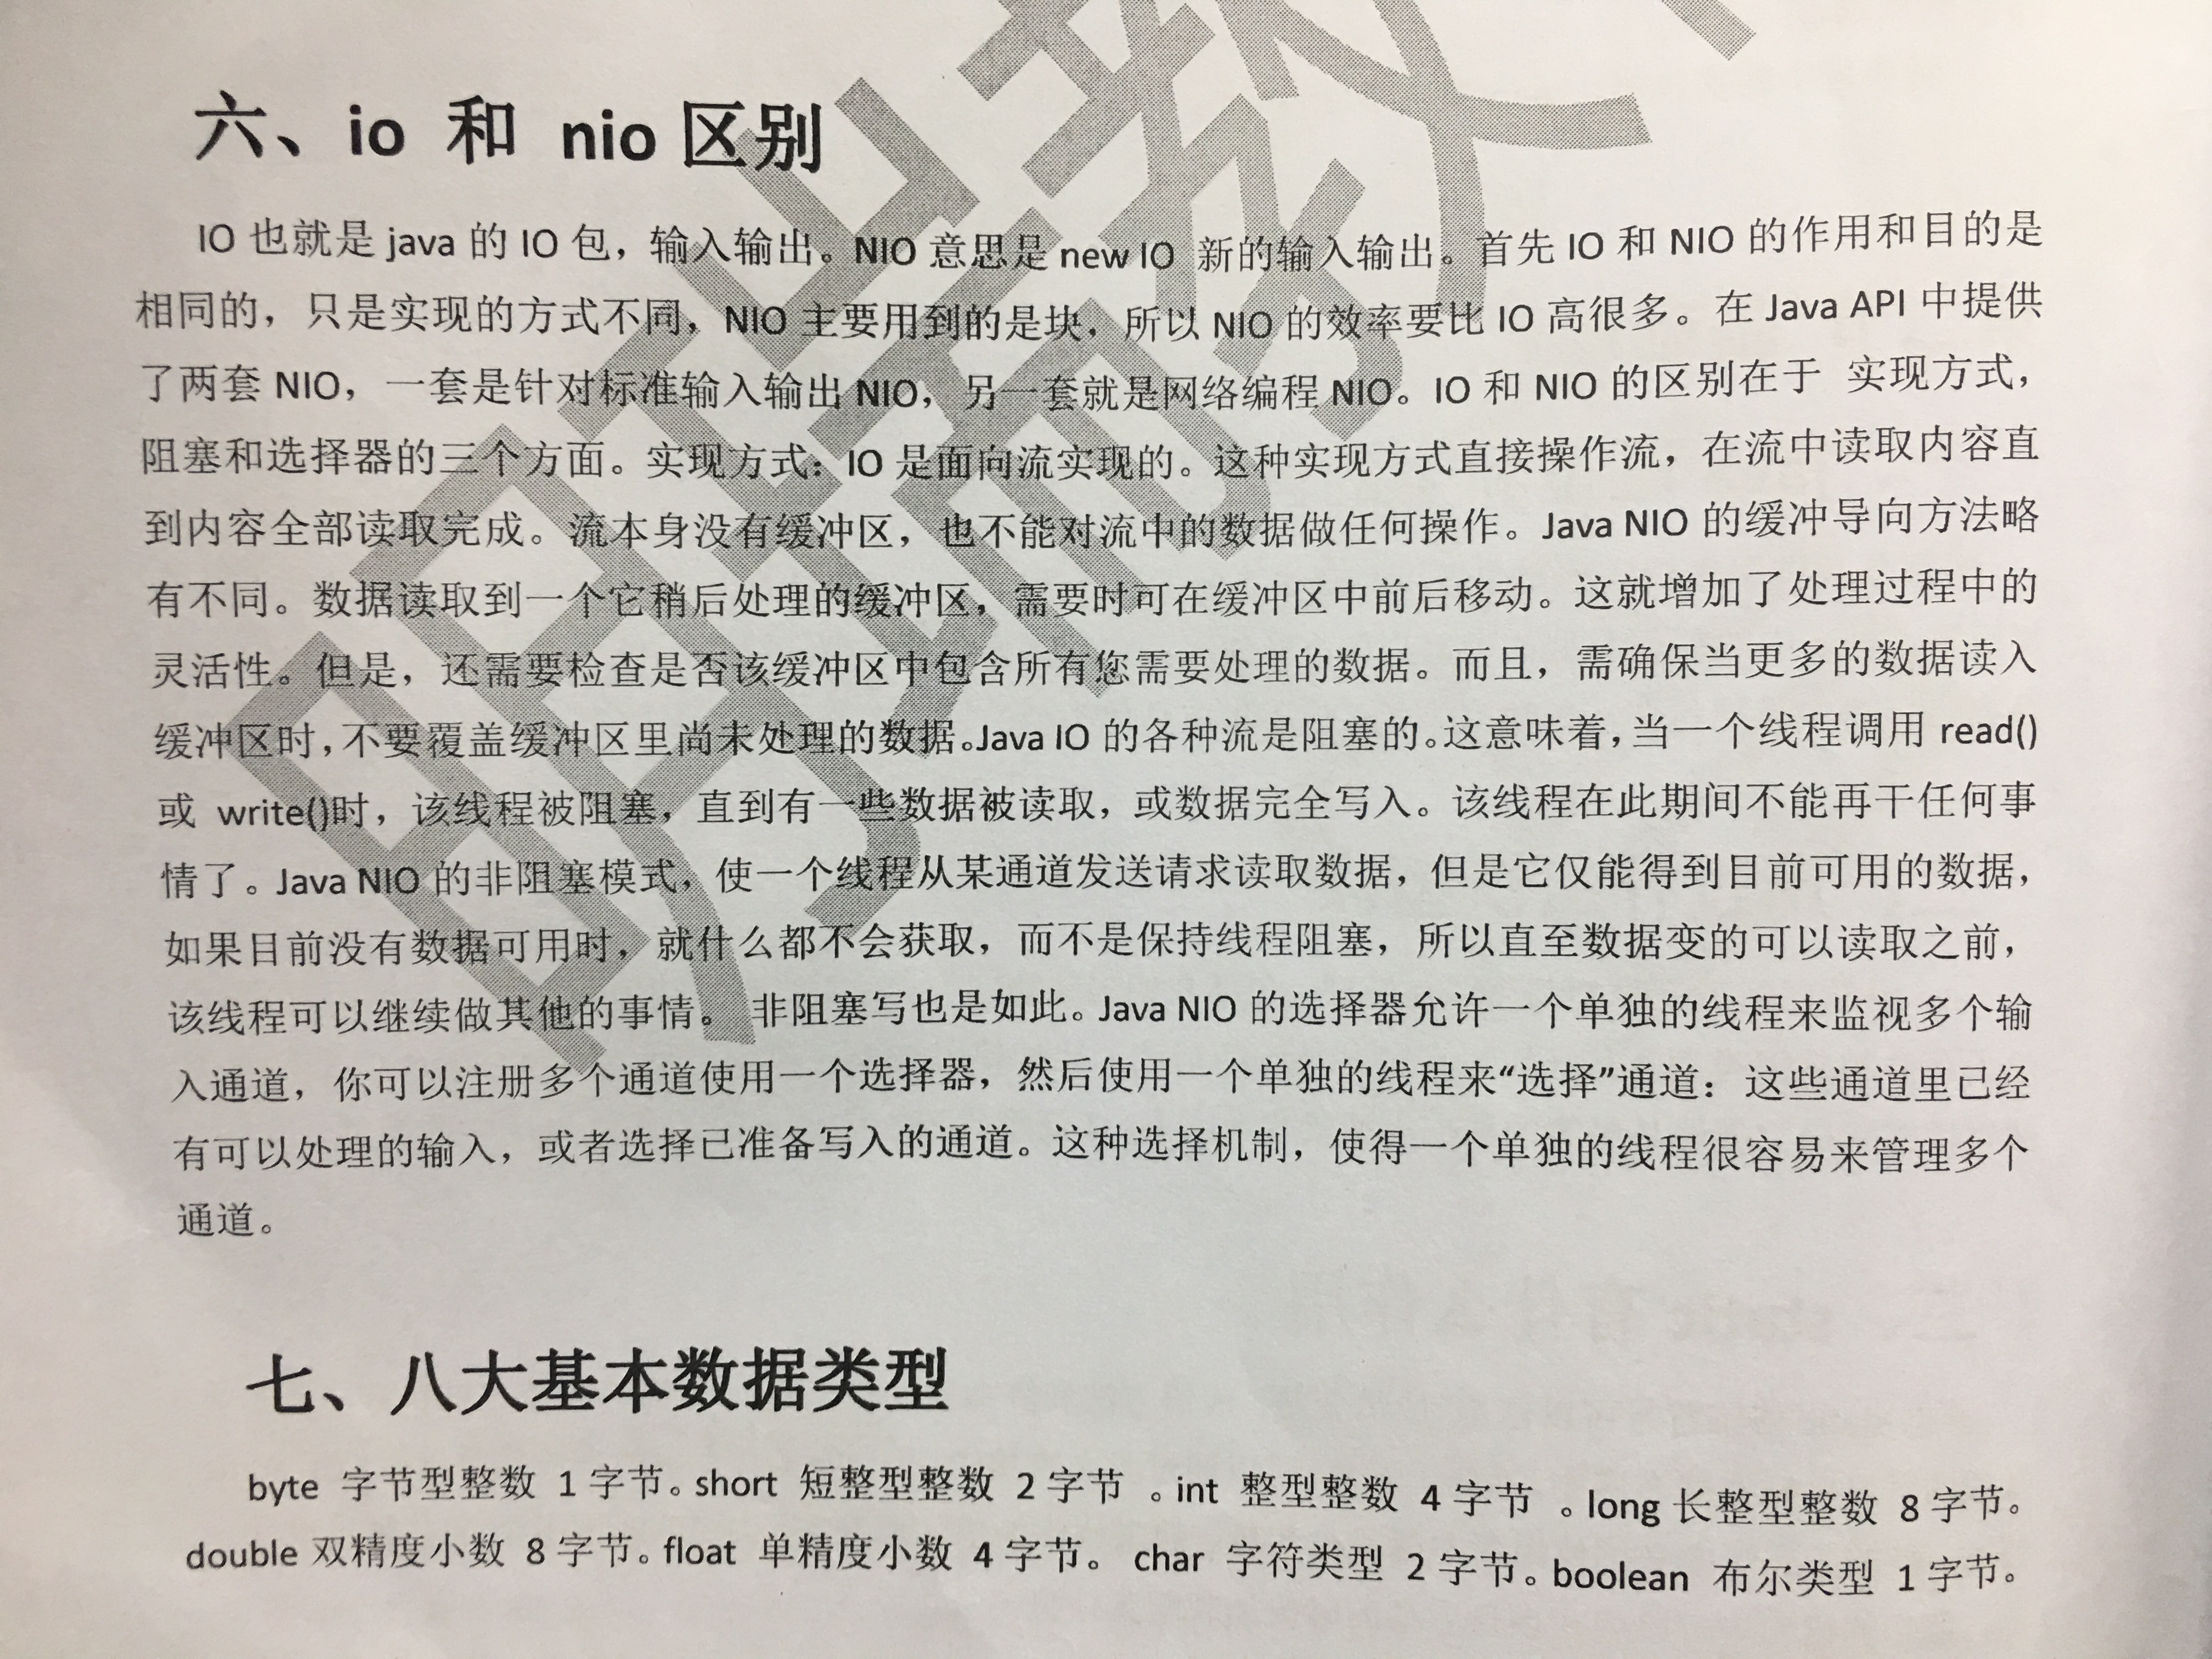 六、io 和 nio 区别
IO 也就是 java 的 IO 包，输入输出。NIO 意思是 new IO 新的输入输出。首先 IO 和 NIO 的作用和目的是
相同的，只是实现的方式不同，NIO 主要用到的是块，所以 NIO 的效率要比 IO 高很多。在 Java API 中提供
了两套 NIO，一套是针对标准输入输出 NIO，另一套就是网络编程 NIO。IO 和 NIO 的区别在于 实现方式，
阻塞和选择器的三个方面。实现方式：IO 是面向流实现的。这种实现方式直接操作流，在流中读取内容直
到内容全部读取完成。流本身没有缓冲区，也不能对流中的数据做任何操作。Java NIO 的缓冲导向方法略
有不同。数据读取到一个它稍后处理的缓冲区，需要时可在缓冲区中前后移动。这就增加了处理过程中的
灵活性。但是，还需要检查是否该缓冲区中包含所有您需要处理的数据。而且，需确保当更多的数据读入
缓冲区时，不要覆盖缓冲区里尚未处理的数据。Java IO 的各种流是阻塞的。这意味着，当一个线程调用 read()
或 write()时，该线程被阻塞，直到有一些数据被读取，或数据完全写入。该线程在此期间不能再干任何事
情了。Java NIO 的非阻塞模式，使一个线程从某通道发送请求读取数据，但是它仅能得到目前可用的数据，
如果目前没有数据可用时，就什么都不会获取，而不是保持线程阻塞，所以直至数据变的可以读取之前，
该线程可以继续做其他的事情。 非阻塞写也是如此。Java NIO 的选择器允许一个单独的线程来监视多个输
入通道，你可以注册多个通道使用一个选择器，然后使用一个单独的线程来“选择”通道：这些通道里已经
有可以处理的输入，或者选择已准备写入的通道。这种选择机制，使得一个单独的线程很容易来管理多个
通道。
七、八大基本数据类型
byte 字节型整数 1 字节。short 短整型整数 2 字节 。int 整型整数 4 字节 。long 长整型整数 8 字节。
double 双精度小数 8 字节。float 单精度小数 4 字节。 char 字符类型 2 字节。boolean 布尔类型 1 字节。